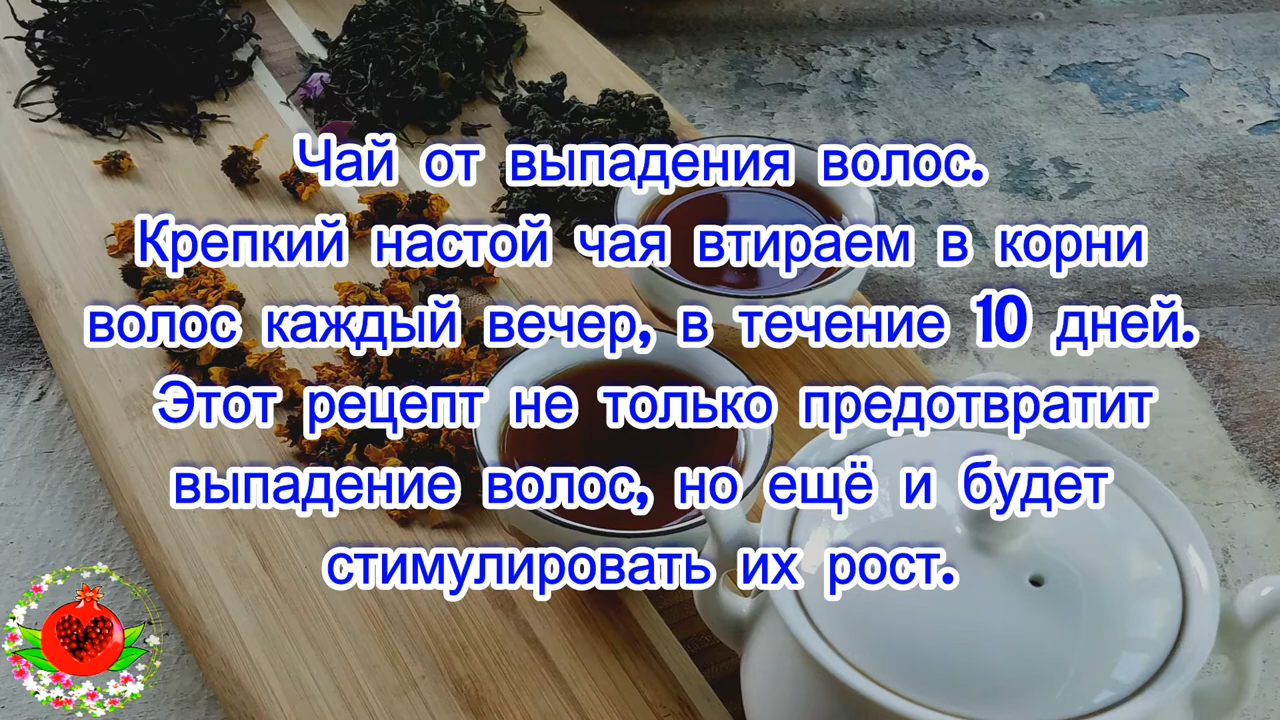 Чай от выпадения волос.
Крепкий настой чая втираем в корни
волос каждый вечер, в течение 10 дней.
Этот рецепт не только предотвратит
выпадение волос, но ещё и будет
стимулировать их рост.